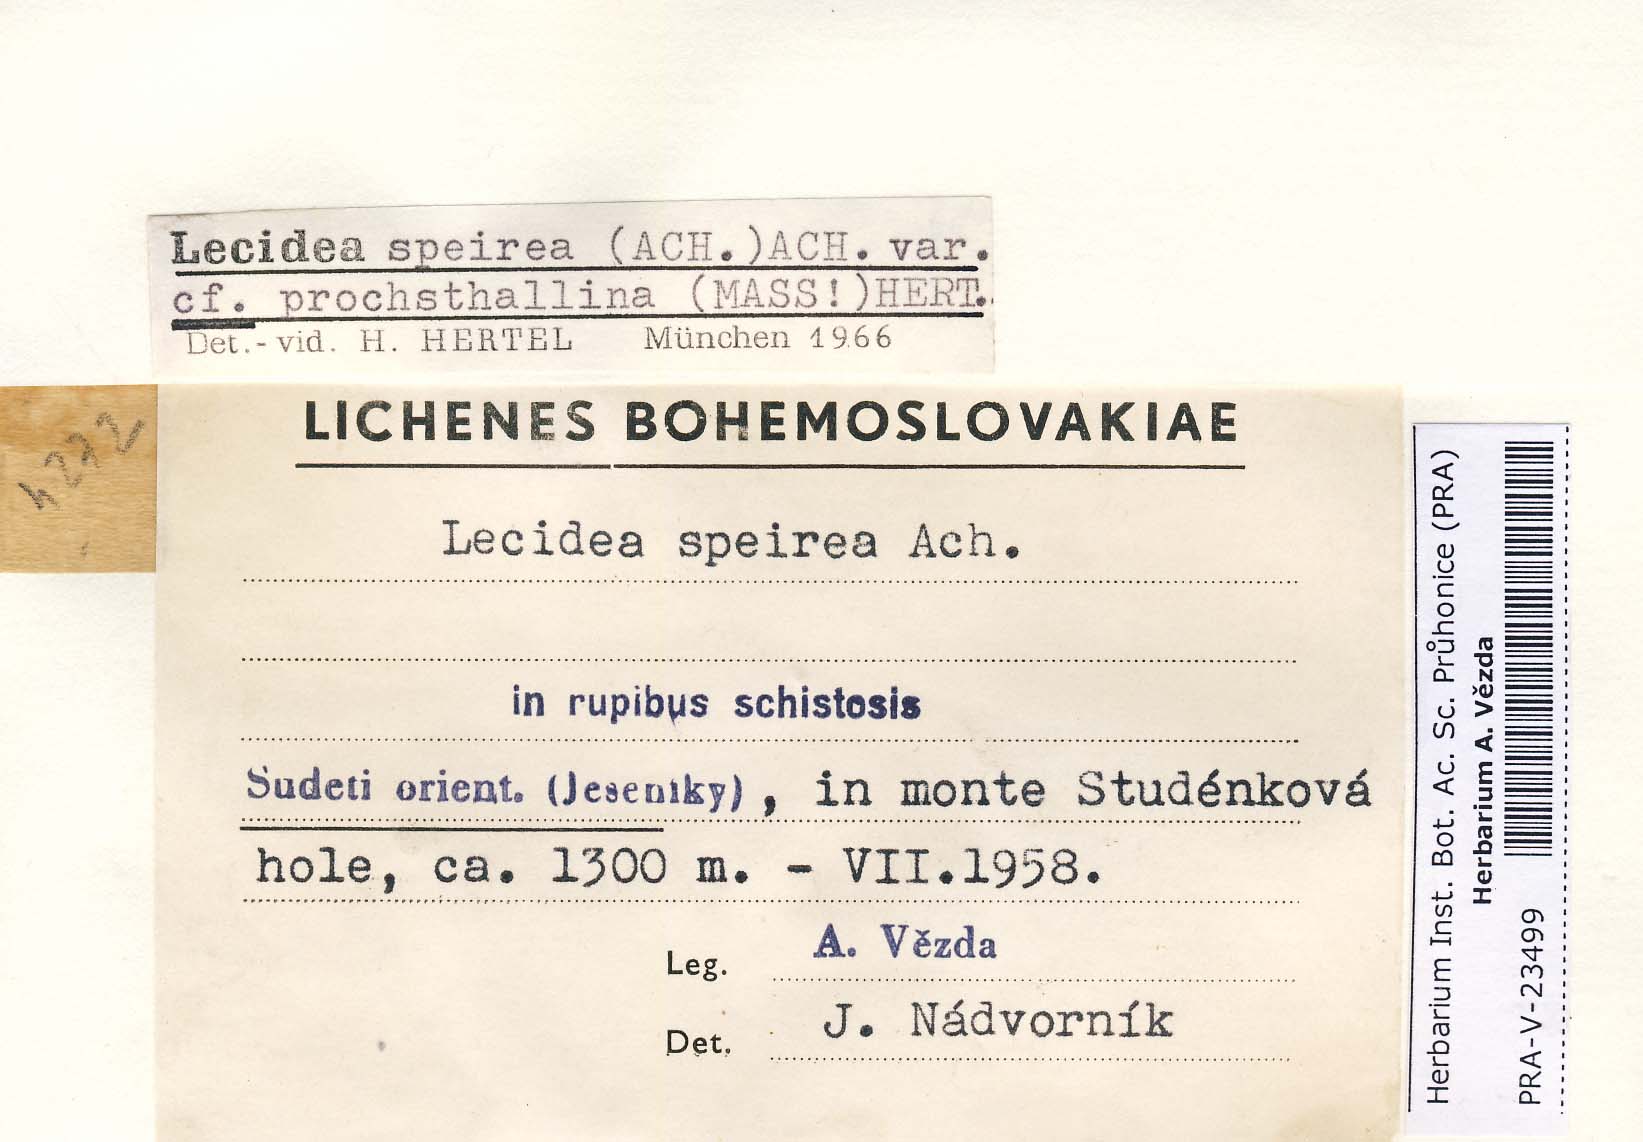 Lecidea speirea (ACH.)ACH. var.
cf. prochsthallina (MASS!)HERT.
Det.-vid. H. HERTEL München 1966
4212
LICHENES BOHEMOSLOVAKIAE
Lecidea speirea Ach.
in rupibus schistosis
Sudeti orient. (Jeseniky), in monte Studénková
hole, ca. 1300 m. - VII.1958.
Leg. A. Vězda
Det. J. Nádvorník
Herbarium Inst. Bot. Ac. Sc. Průhonice (PRA)
Herbarium A. Vězda
PRA-V-23499